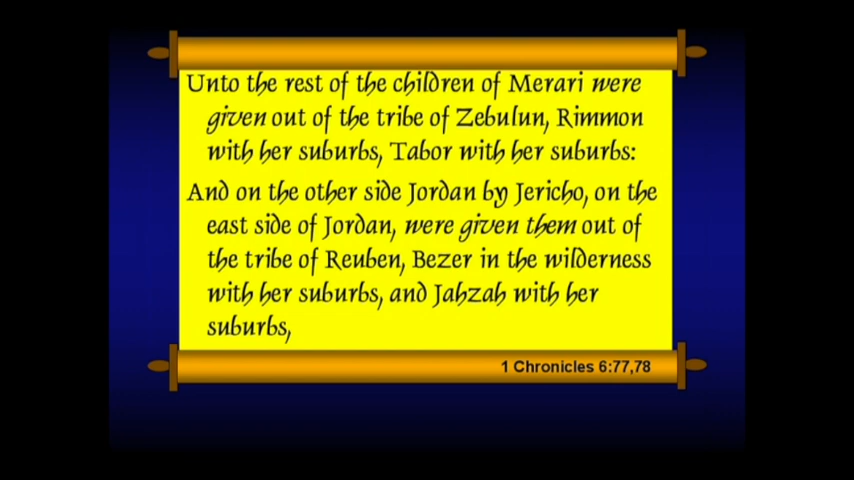 Unto the rest of the children of Merari were
given out of the tribe of Zebulun, Rimmon
with her suburbs, Tabor with her suburbs:
And on the other side Jordan by Jericho, on the
east side of Jordan, were given them out of
the tribe of Reuben, Bezer in the wilderness
with her suburbs, and Jahzah with her
suburbs,
1 Chronicles 6:77,78